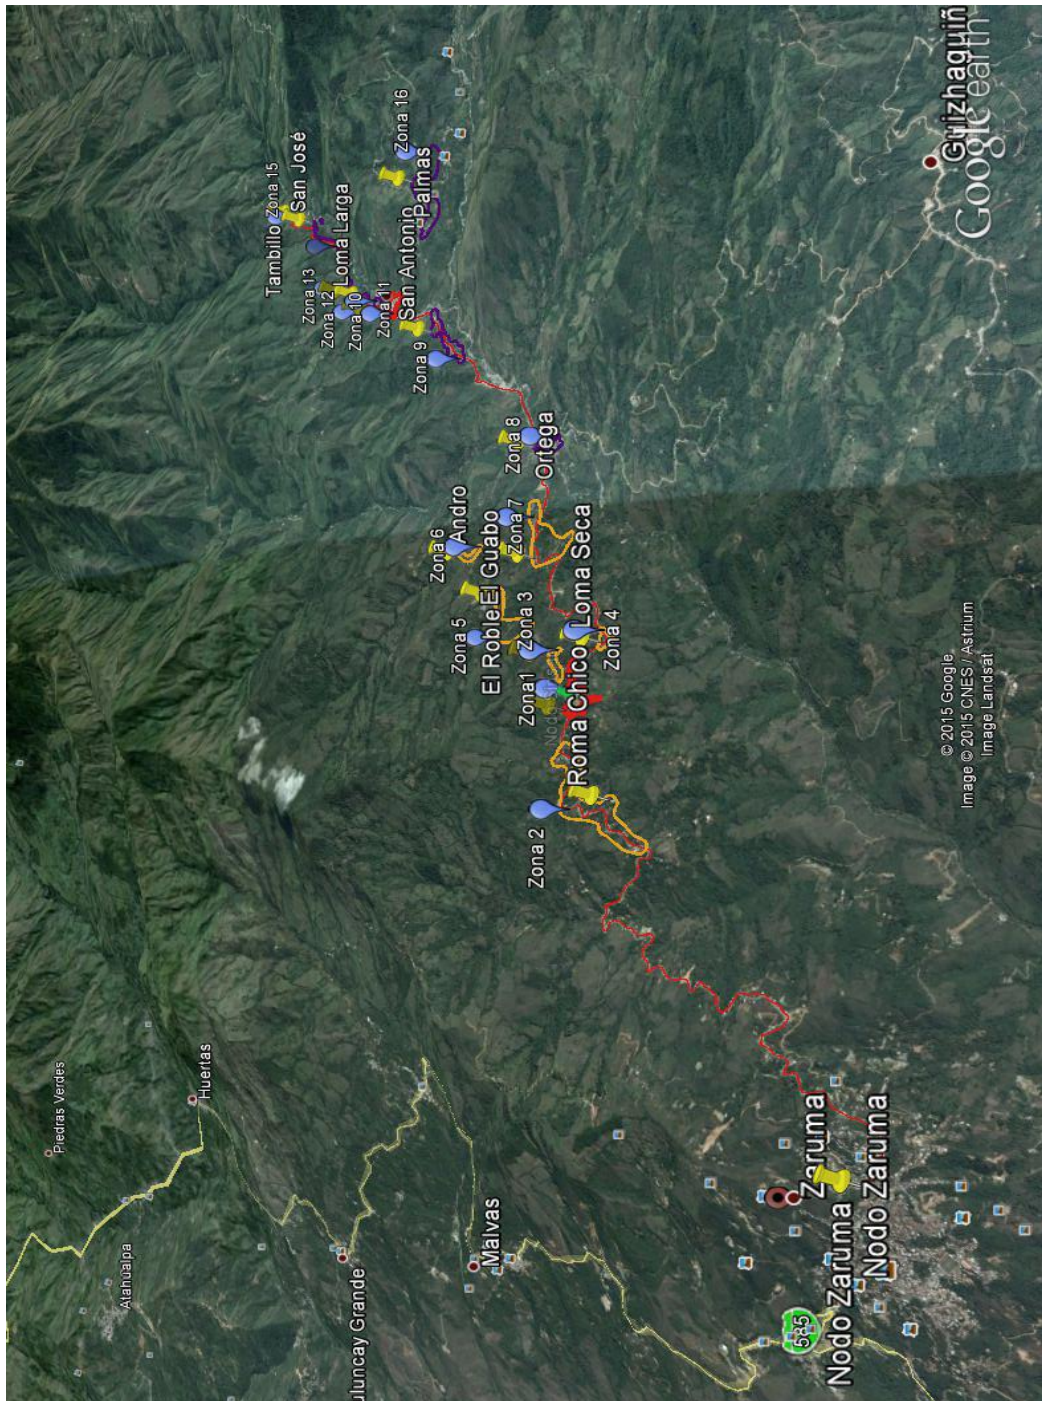 Piedras Verdes
Atahualpa
Huertas
Tambillo
Zona 15
San José
Zona 13
Zona 12
Loma Larga
Zona 10
uluncay Grande
Zona 11
Zona 16
San Antonio
Palmas
Zona 9
Zona 6
Andro
Zona 5
El Roble
El Guabo
Malvas
Zona 8
Zona 7
Zona 3
Zona1
Zona 2
Ortega
Roma Chico
Loma Seca
Zona 4
585
Zaruma
Nodo Zaruma
Nodo Zaruma
Guizhaguiñ
© 2015 Google
Image © 2015 CNES / Astrium
Image Landsat
Google earth